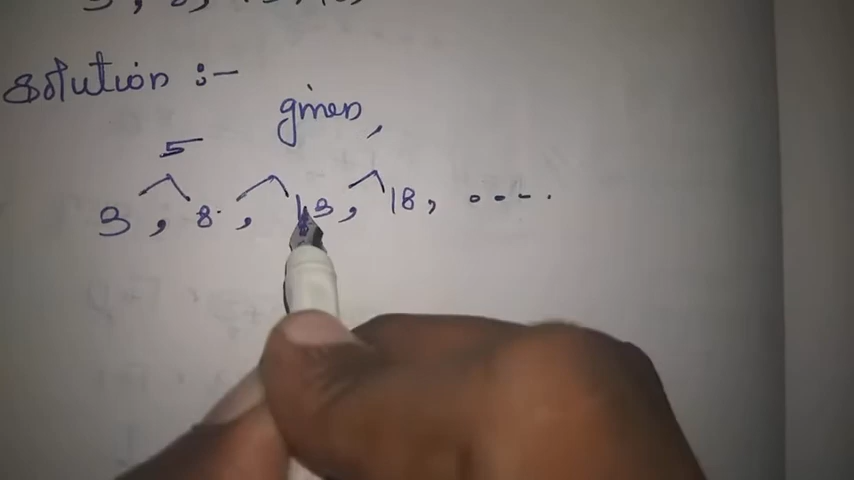 Solution :-
given,
5
3, 8, 13, 18, ....